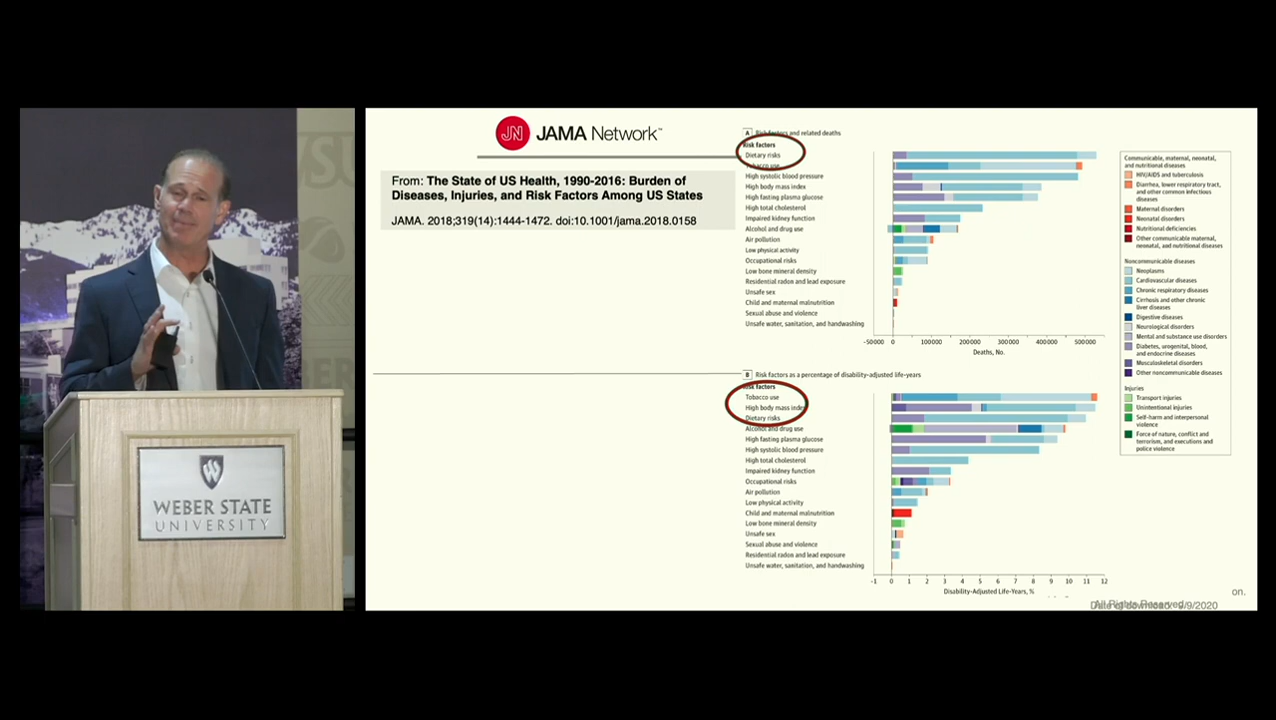 WEBER STATE
UNIVERSITY
JN JAMA Network™
From: The State of US Health, 1990-2016: Burden of
Diseases, Injuries, and Risk Factors Among US States
JAMA. 2018;319(14):1444-1472. doi:10.1001/jama.2018.0158
A Risk factors and related deaths
Risk factors
Dietary risks
Tobacco use
High systolic blood pressure
High body mass index
High fasting plasma glucose
High total cholesterol
Impaired kidney function
Alcohol and drug use
Air pollution
Low physical activity
Occupational risks
Low bone mineral density
Residential radon and lead exposure
Unsafe sex
Child and maternal malnutrition
Sexual abuse and violence
Unsafe water, sanitation, and handwashing
-50000 0 100000 200000 300000 400000 500000
Deaths, No.
B Risk factors as a percentage of disability-adjusted life-years
Risk factors
Tobacco use
High body mass index
Dietary risks
Alcohol and drug use
High fasting plasma glucose
High systolic blood pressure
High total cholesterol
Impaired kidney function
Occupational risks
Air pollution
Low physical activity
Child and maternal malnutrition
Low bone mineral density
Unsafe sex
Sexual abuse and violence
Residential radon and lead exposure
Unsafe water, sanitation, and handwashing
-1 0 1 2 3 4 5 6 7 8 9 10 11 12
Disability-Adjusted Life-Years, %
Communicable, maternal, neonatal,
and nutritional diseases
HIV/AIDS and tuberculosis
Diarrhea, lower respiratory tract,
and other common infectious
diseases
Maternal disorders
Neonatal disorders
Nutritional deficiencies
Other communicable maternal,
neonatal, and nutritional diseases
Noncommunicable diseases
Neoplasms
Cardiovascular diseases
Chronic respiratory diseases
Cirrhosis and other chronic
liver diseases
Digestive diseases
Neurological disorders
Mental and substance use disorders
Diabetes, urogenital, blood,
and endocrine diseases
Musculoskeletal disorders
Other noncommunicable diseases
Injuries
Transport injuries
Unintentional injuries
Self-harm and interpersonal
violence
Force of nature, conflict and
terrorism, and executions and
police violence
on.
All Rights Reserved
Date of download: 9/9/2020